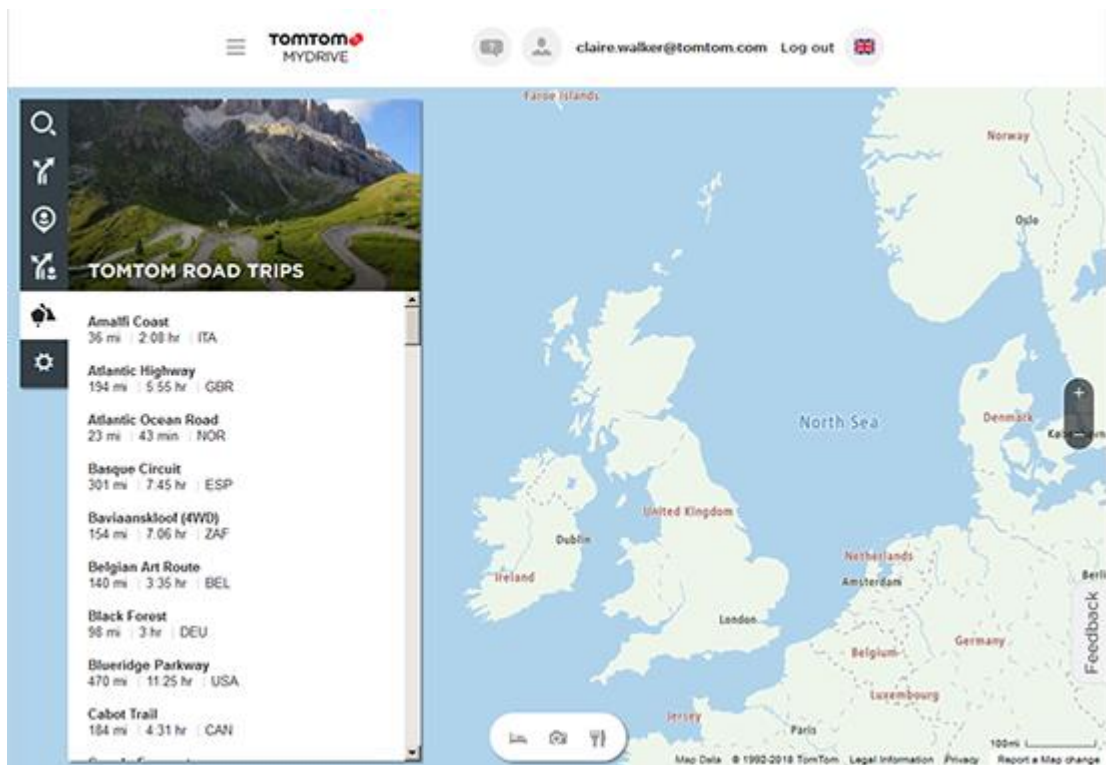 TOMTOM
MYDRIVE
claire.walker@tomtom.com Log out
TOMTOM ROAD TRIPS
Amalfi Coast
36 mi 2:08 hr ITA
Atlantic Highway
194 mi 5:55 hr GBR
Atlantic Ocean Road
23 mi 43 min NOR
Basque Circuit
301 mi 7:45 hr ESP
Baviaanskloof (4WD)
154 mi 7:06 hr ZAF
Belgian Art Route
140 mi 3:35 hr BEL
Black Forest
98 mi 3 hr DEU
Blueridge Parkway
470 mi 11:25 hr USA
Cabot Trail
184 mi 4:31 hr CAN
Faroe Islands
Norway
Oslo
North Sea
Denmark
United Kingdom
Dublin
Ireland
Netherlands
Amsterdam
London
Belgium
Germany
Luxembourg
Jersey
Paris
Feedback
100mi
Map Data © 1992-2018 TomTom Legal Information Privacy Report a Map change